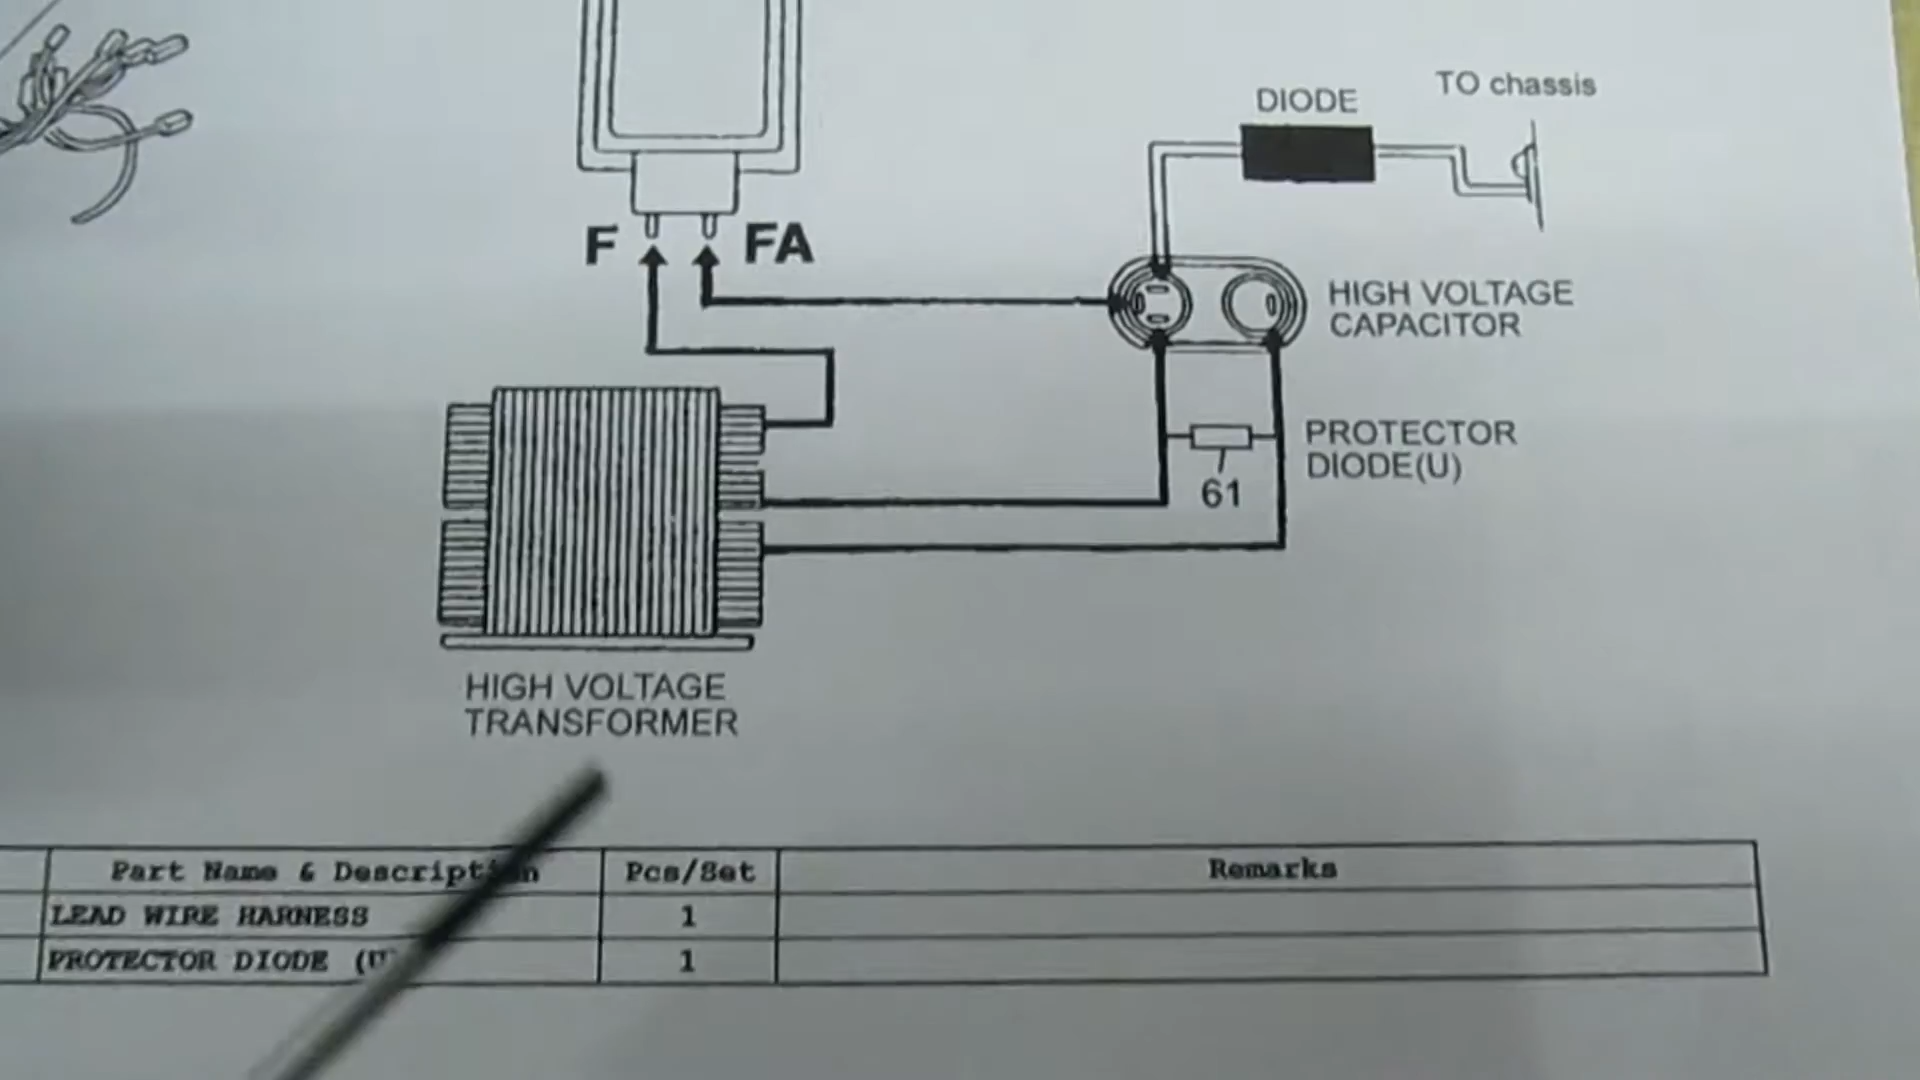 DIODE
TO chassis
F
FA
HIGH VOLTAGE
CAPACITOR
PROTECTOR
DIODE(U)
61
HIGH VOLTAGE
TRANSFORMER
Part Name & Description
Pcs/Set
Remarks
LEAD WIRE HARNESS
1
PROTECTOR DIODE (U)
1